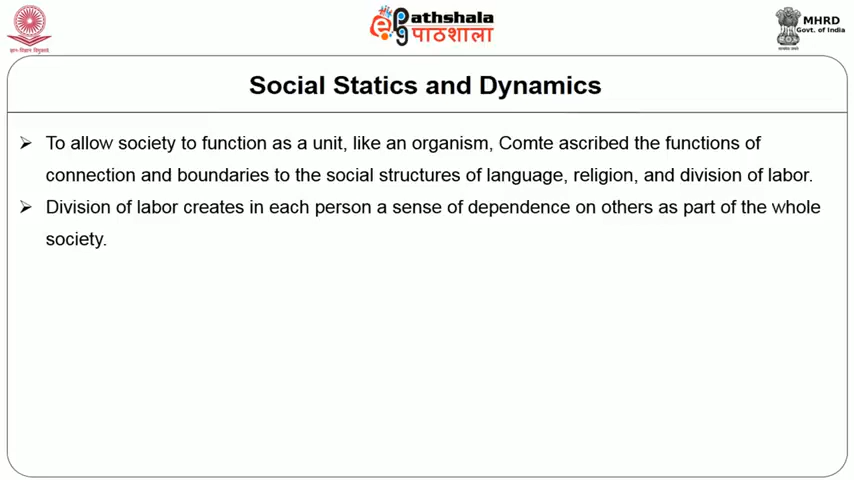 ePathshala
पाठशाला
MHRD
Govt. of India
Social Statics and Dynamics
➢ To allow society to function as a unit, like an organism, Comte ascribed the functions of
connection and boundaries to the social structures of language, religion, and division of labor.
➢ Division of labor creates in each person a sense of dependence on others as part of the whole
society.